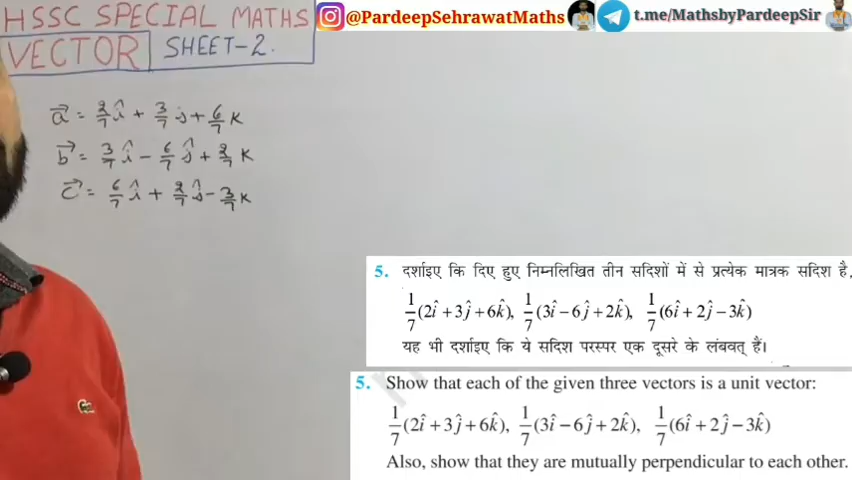 HSSC SPECIAL MATHS
@PardeepSehrawatMaths
t.me/MathsbyPardeepSir
VECTOR SHEET-2.
a⃗ = 2/7 î + 3/7 j + 6/7 k
b⃗ = 3/7 î - 6/7 ĵ + 2/7 k
c⃗ = 6/7 î + 2/7 ĵ - 3/7 k
5. दर्शाइए कि दिए हुए निम्नलिखित तीन सदिशों में से प्रत्येक मात्रक सदिश है,
1/7(2î + 3ĵ + 6k̂), 1/7(3î − 6ĵ + 2k̂), 1/7(6î + 2ĵ − 3k̂)
यह भी दर्शाइए कि ये सदिश परस्पर एक दूसरे के लंबवत् हैं।
5. Show that each of the given three vectors is a unit vector:
1/7(2î + 3ĵ + 6k̂), 1/7(3î − 6ĵ + 2k̂), 1/7(6î + 2ĵ − 3k̂)
Also, show that they are mutually perpendicular to each other.